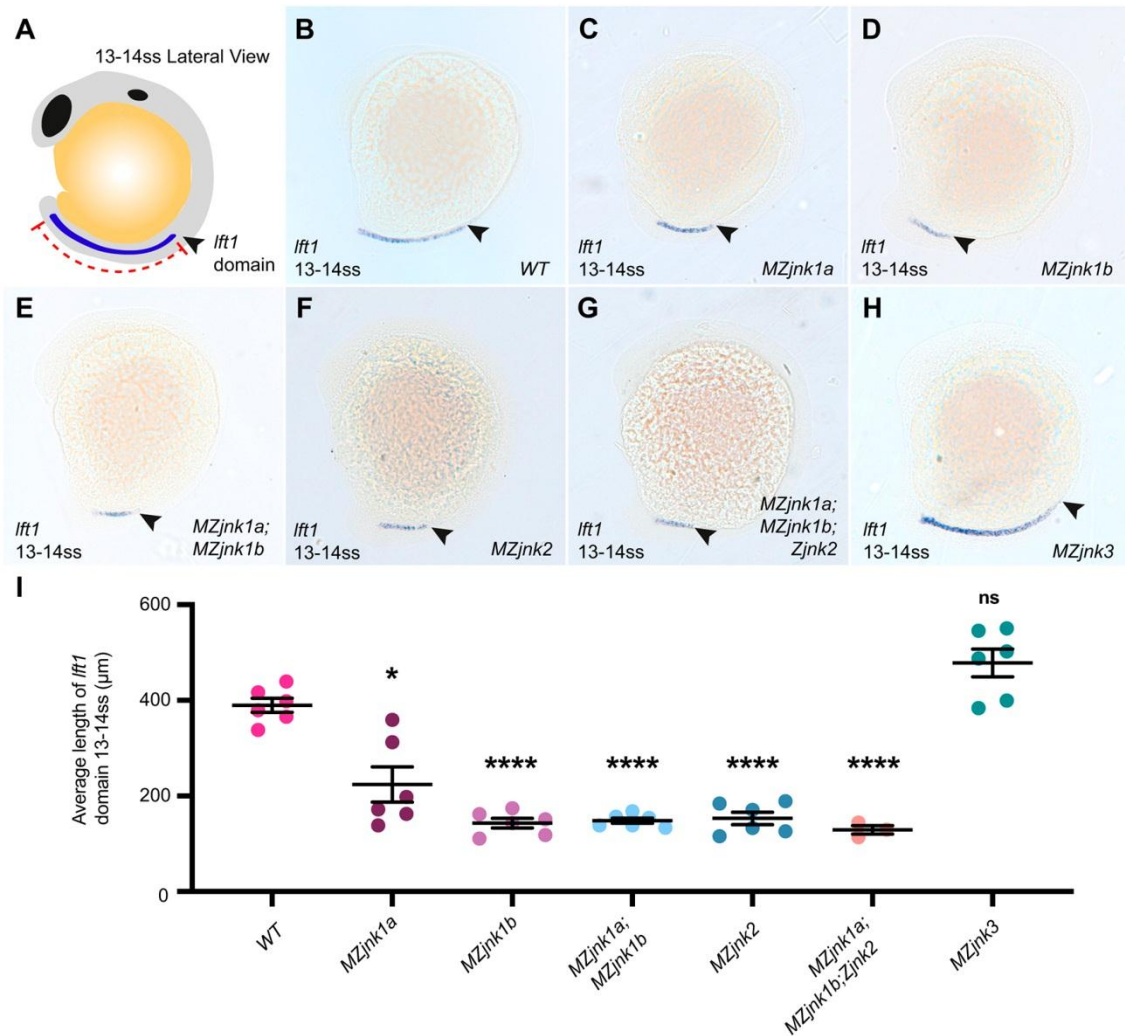 A
13-14ss Lateral View
lft1
domain
B
lft1
13-14ss
WT
C
lft1
13-14ss
MZjnk1a
D
lft1
13-14ss
MZjnk1b
E
lft1
13-14ss
MZjnk1a;
MZjnk1b
F
lft1
13-14ss
MZjnk2
G
lft1
13-14ss
MZjnk1a;
MZjnk1b;
Zjnk2
H
lft1
13-14ss
MZjnk3
I
Average length of lft1
domain 13-14ss (μm)
600
400
200
0
*
****
****
****
****
ns
WT
MZjnk1a
MZjnk1b
MZjnk1a;
MZjnk1b
MZjnk2
MZjnk1a;
MZjnk1b;Zjnk2
MZjnk3